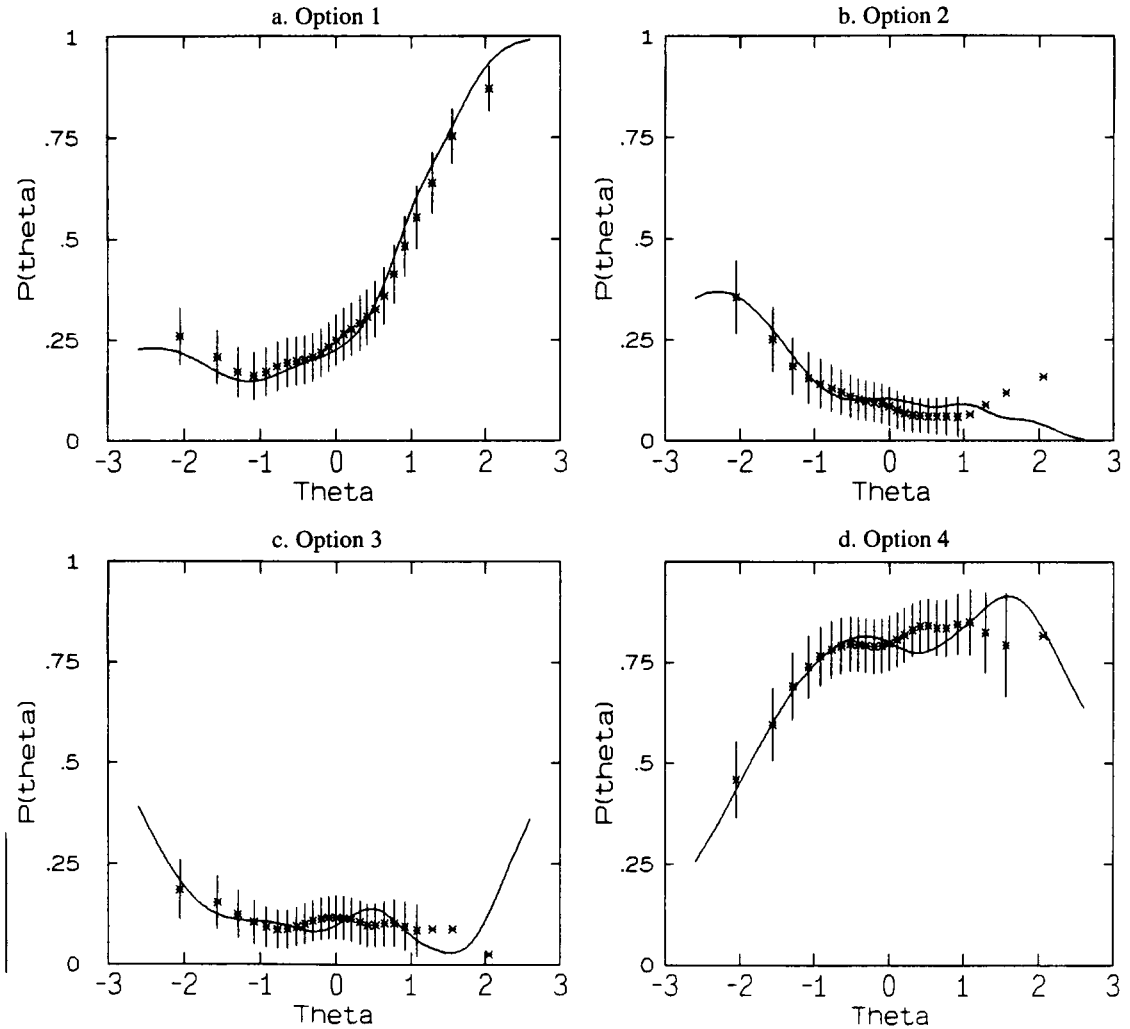 a. Option 1
1
.75
.5
.25
0
P(theta)
-3 -2 -1 0 1 2 3
Theta
b. Option 2
1
.75
.5
.25
0
P(theta)
-3 -2 -1 0 1 2 3
Theta
c. Option 3
1
.75
.5
.25
0
P(theta)
-3 -2 -1 0 1 2 3
Theta
d. Option 4
.75
.5
.25
0
P(theta)
-3 -2 -1 0 1 2 3
Theta